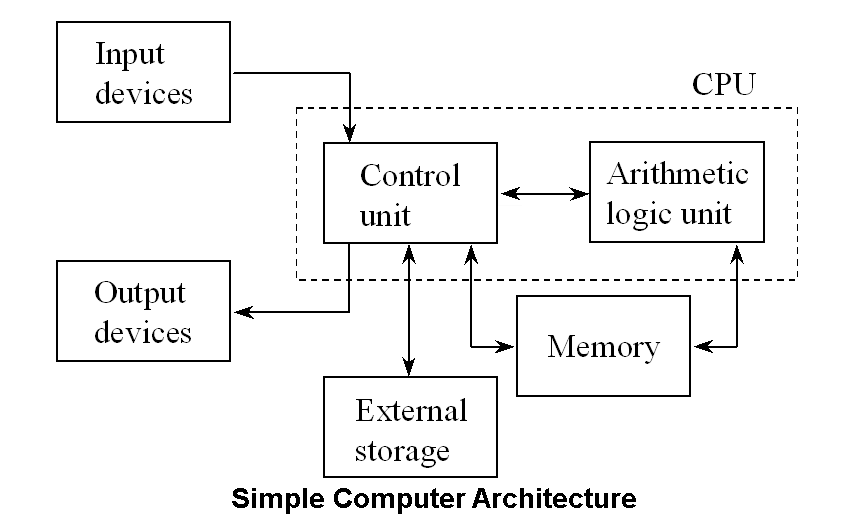 Input
devices
CPU
Control
unit
Arithmetic
logic unit
Output
devices
Memory
External
storage
Simple Computer Architecture